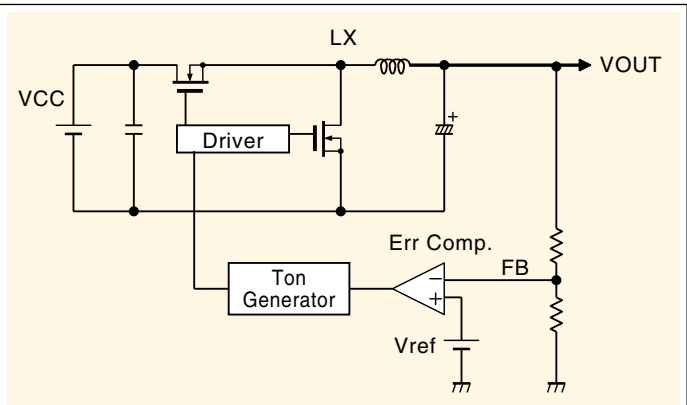 LX
VOUT
VCC
Driver
Err Comp.
FB
Ton
Generator
−
+
Vref
+